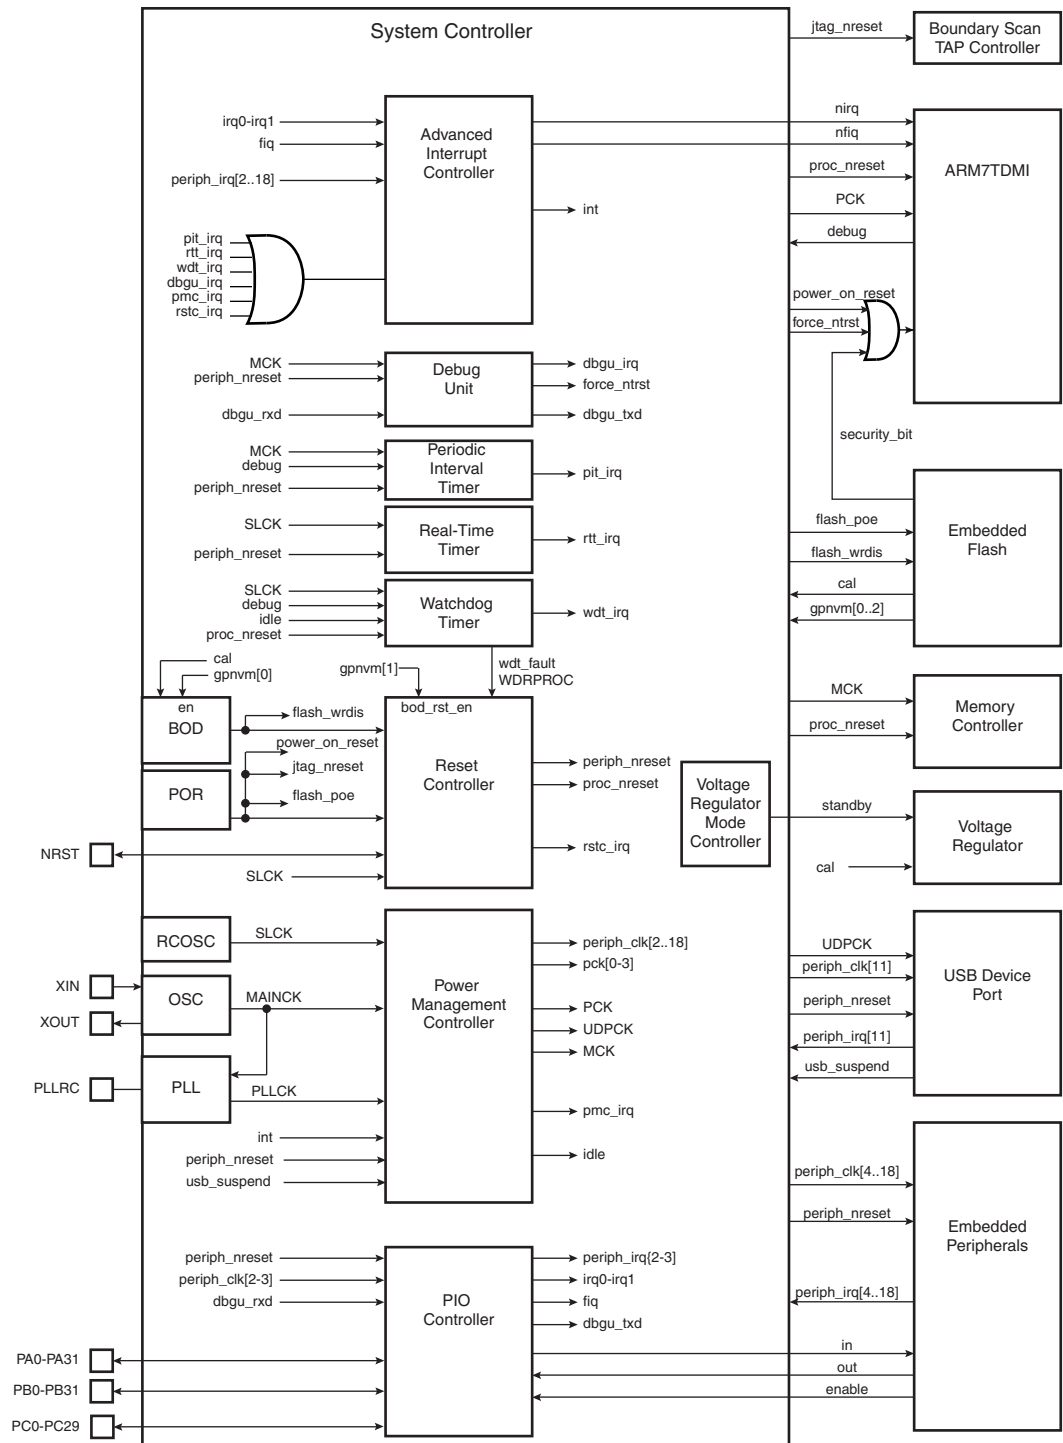 System Controller
jtag_nreset
Boundary Scan
TAP Controller
irq0-irq1
fiq
periph_irq[2..18]
Advanced
Interrupt
Controller
int
nirq
nfiq
proc_nreset
PCK
debug
ARM7TDMI
pit_irq
rtt_irq
wdt_irq
dbgu_irq
pmc_irq
rstc_irq
power_on_reset
force_ntrst
security_bit
MCK
periph_nreset
dbgu_rxd
Debug
Unit
dbgu_irq
force_ntrst
dbgu_txd
MCK
debug
periph_nreset
Periodic
Interval
Timer
pit_irq
SLCK
periph_nreset
Real-Time
Timer
rtt_irq
flash_poe
flash_wrdis
cal
gpnvm[0..2]
Embedded
Flash
SLCK
debug
idle
proc_nreset
Watchdog
Timer
wdt_irq
cal
gpnvm[0]
gpnvm[1]
wdt_fault
WDRPROC
en
BOD
bod_rst_en
flash_wrdis
power_on_reset
jtag_nreset
flash_poe
POR
Reset
Controller
periph_nreset
proc_nreset
rstc_irq
NRST
SLCK
MCK
proc_nreset
Memory
Controller
Voltage
Regulator
Mode
Controller
standby
cal
Voltage
Regulator
RCOSC
SLCK
XIN
XOUT
OSC
MAINCK
PLLRC
PLL
PLLCK
int
periph_nreset
usb_suspend
Power
Management
Controller
periph_clk[2..18]
pck[0-3]
PCK
UDPCK
MCK
pmc_irq
idle
UDPCK
periph_clk[11]
periph_nreset
periph_irq[11]
usb_suspend
USB Device
Port
periph_nreset
periph_clk[2-3]
dbgu_rxd
PIO
Controller
periph_irq{2-3]
irq0-irq1
fiq
dbgu_txd
PA0-PA31
PB0-PB31
PC0-PC29
periph_clk[4..18]
periph_nreset
periph_irq[4..18]
in
out
enable
Embedded
Peripherals